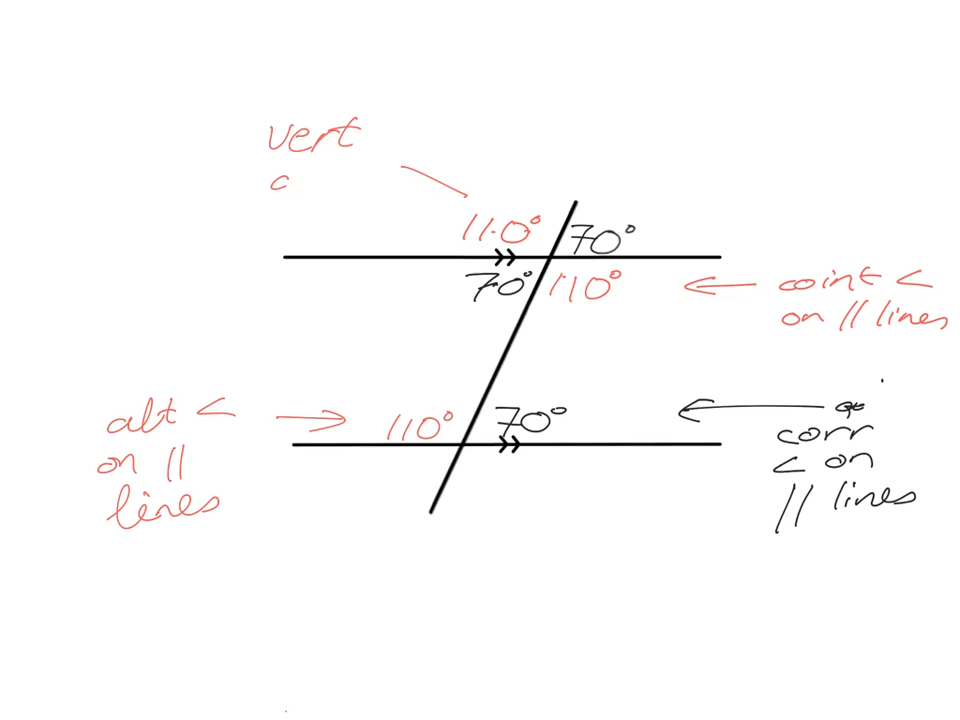 vert
110° 70°
70° 110°
coint <
on // lines
alt <
on //
lines
110° 70°
corr
< on
// lines